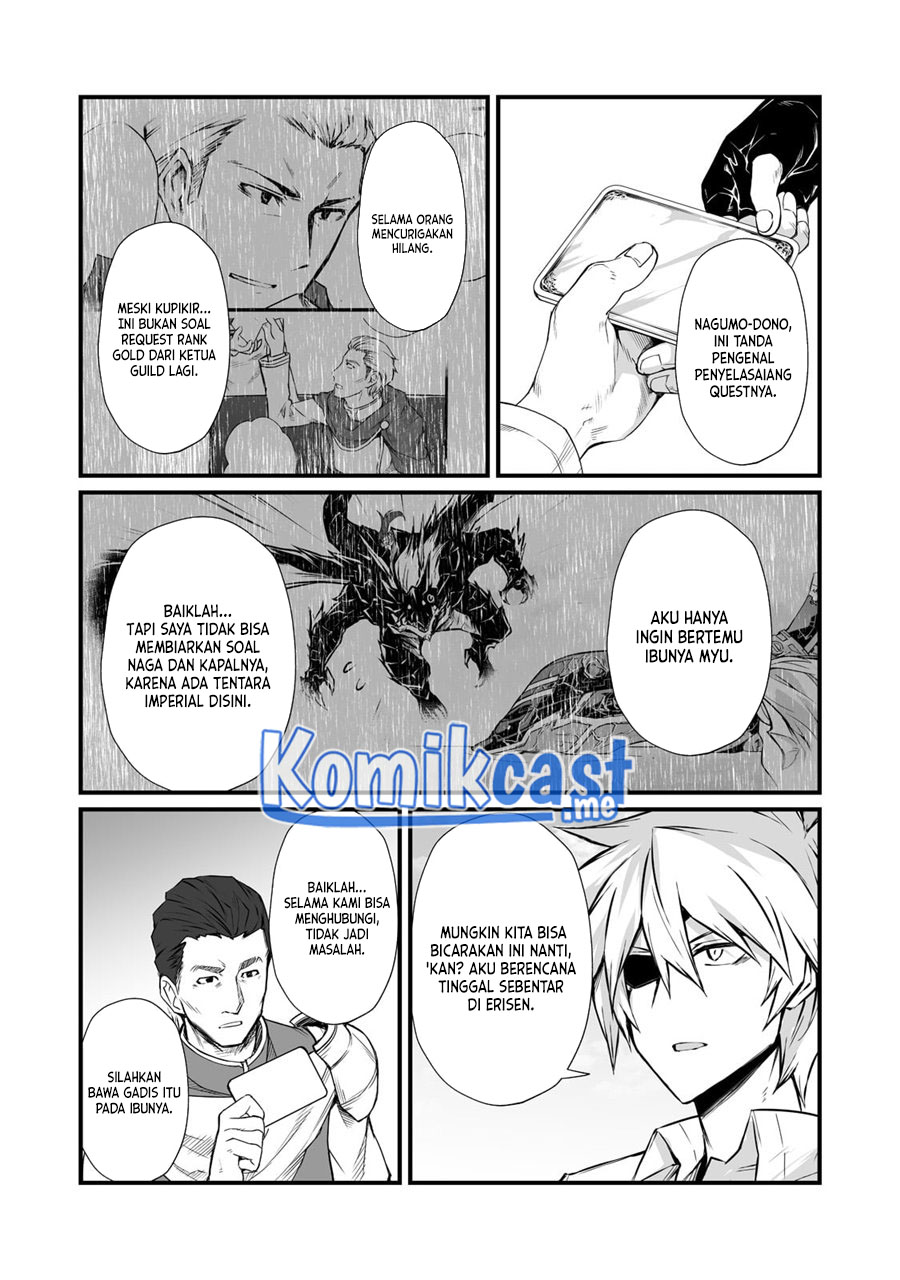 NAGUMO-DONO,
INI TANDA
PENGENAL
PENYELASAIANG
QUESTNYA.
SELAMA ORANG
MENCURIGAKAN
HILANG.
MESKI KUPIKIR...
INI BUKAN SOAL
REQUEST RANK
GOLD DARI KETUA
GUILD LAGI.
AKU HANYA
INGIN BERTEMU
IBUNYA MYU.
BAIKLAH...
TAPI SAYA TIDAK BISA
MEMBIARKAN SOAL
NAGA DAN KAPALNYA,
KARENA ADA TENTARA
IMPERIAL DISINI.
Komikcast
.me
MUNGKIN KITA BISA
BICARAKAN INI NANTI,
'KAN? AKU BERENCANA
TINGGAL SEBENTAR
DI ERISEN.
BAIKLAH...
SELAMA KAMI BISA
MENGHUBUNGI,
TIDAK JADI
MASALAH.
SILAHKAN
BAWA GADIS ITU
PADA IBUNYA.